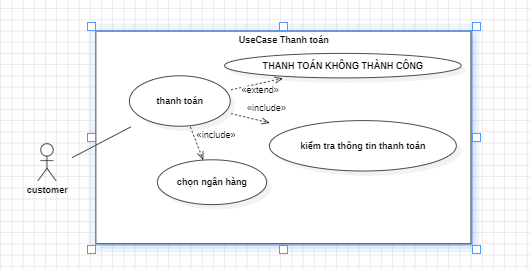 UseCase Thanh toán
THANH TOÁN KHÔNG THÀNH CÔNG
«extend»
thanh toán
«include»
«include»
kiểm tra thông tin thanh toán
chọn ngân hàng
customer